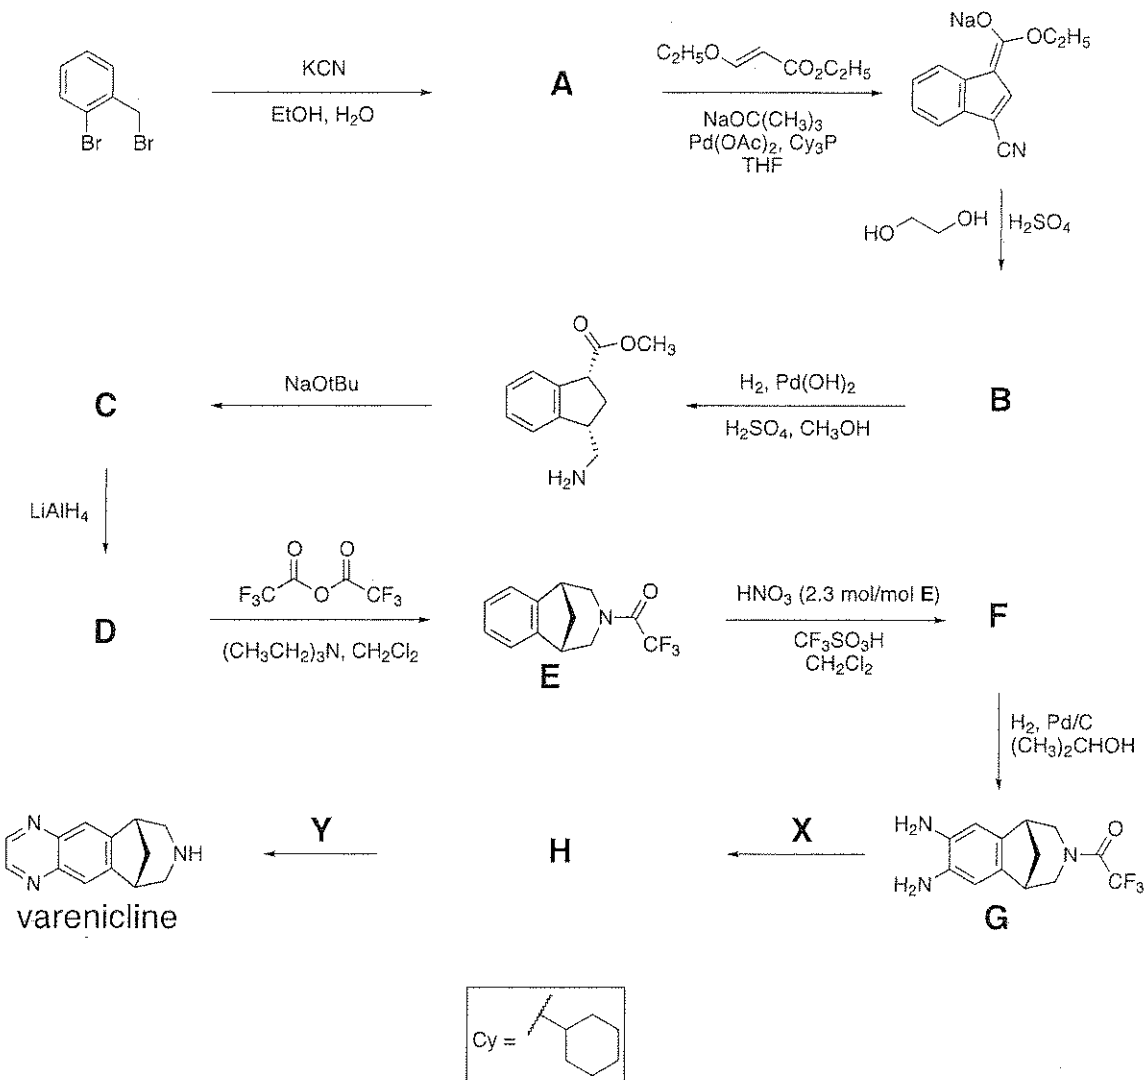 KCN
EtOH, H₂O
Br
Br
A
C₂H₅O
CO₂C₂H₅
NaOC(CH₃)₃
Pd(OAc)₂, Cy₃P
THF
NaO
OC₂H₅
CN
HO
OH
H₂SO₄
C
NaOtBu
O
OCH₃
H₂N
H₂, Pd(OH)₂
H₂SO₄, CH₃OH
B
LiAlH₄
D
O
O
F₃C
O
CF₃
(CH₃CH₂)₃N, CH₂Cl₂
N
O
CF₃
E
HNO₃ (2.3 mol/mol E)
CF₃SO₃H
CH₂Cl₂
F
H₂, Pd/C
(CH₃)₂CHOH
N
N
NH
varenicline
Y
H
X
H₂N
H₂N
N
O
CF₃
G
Cy =